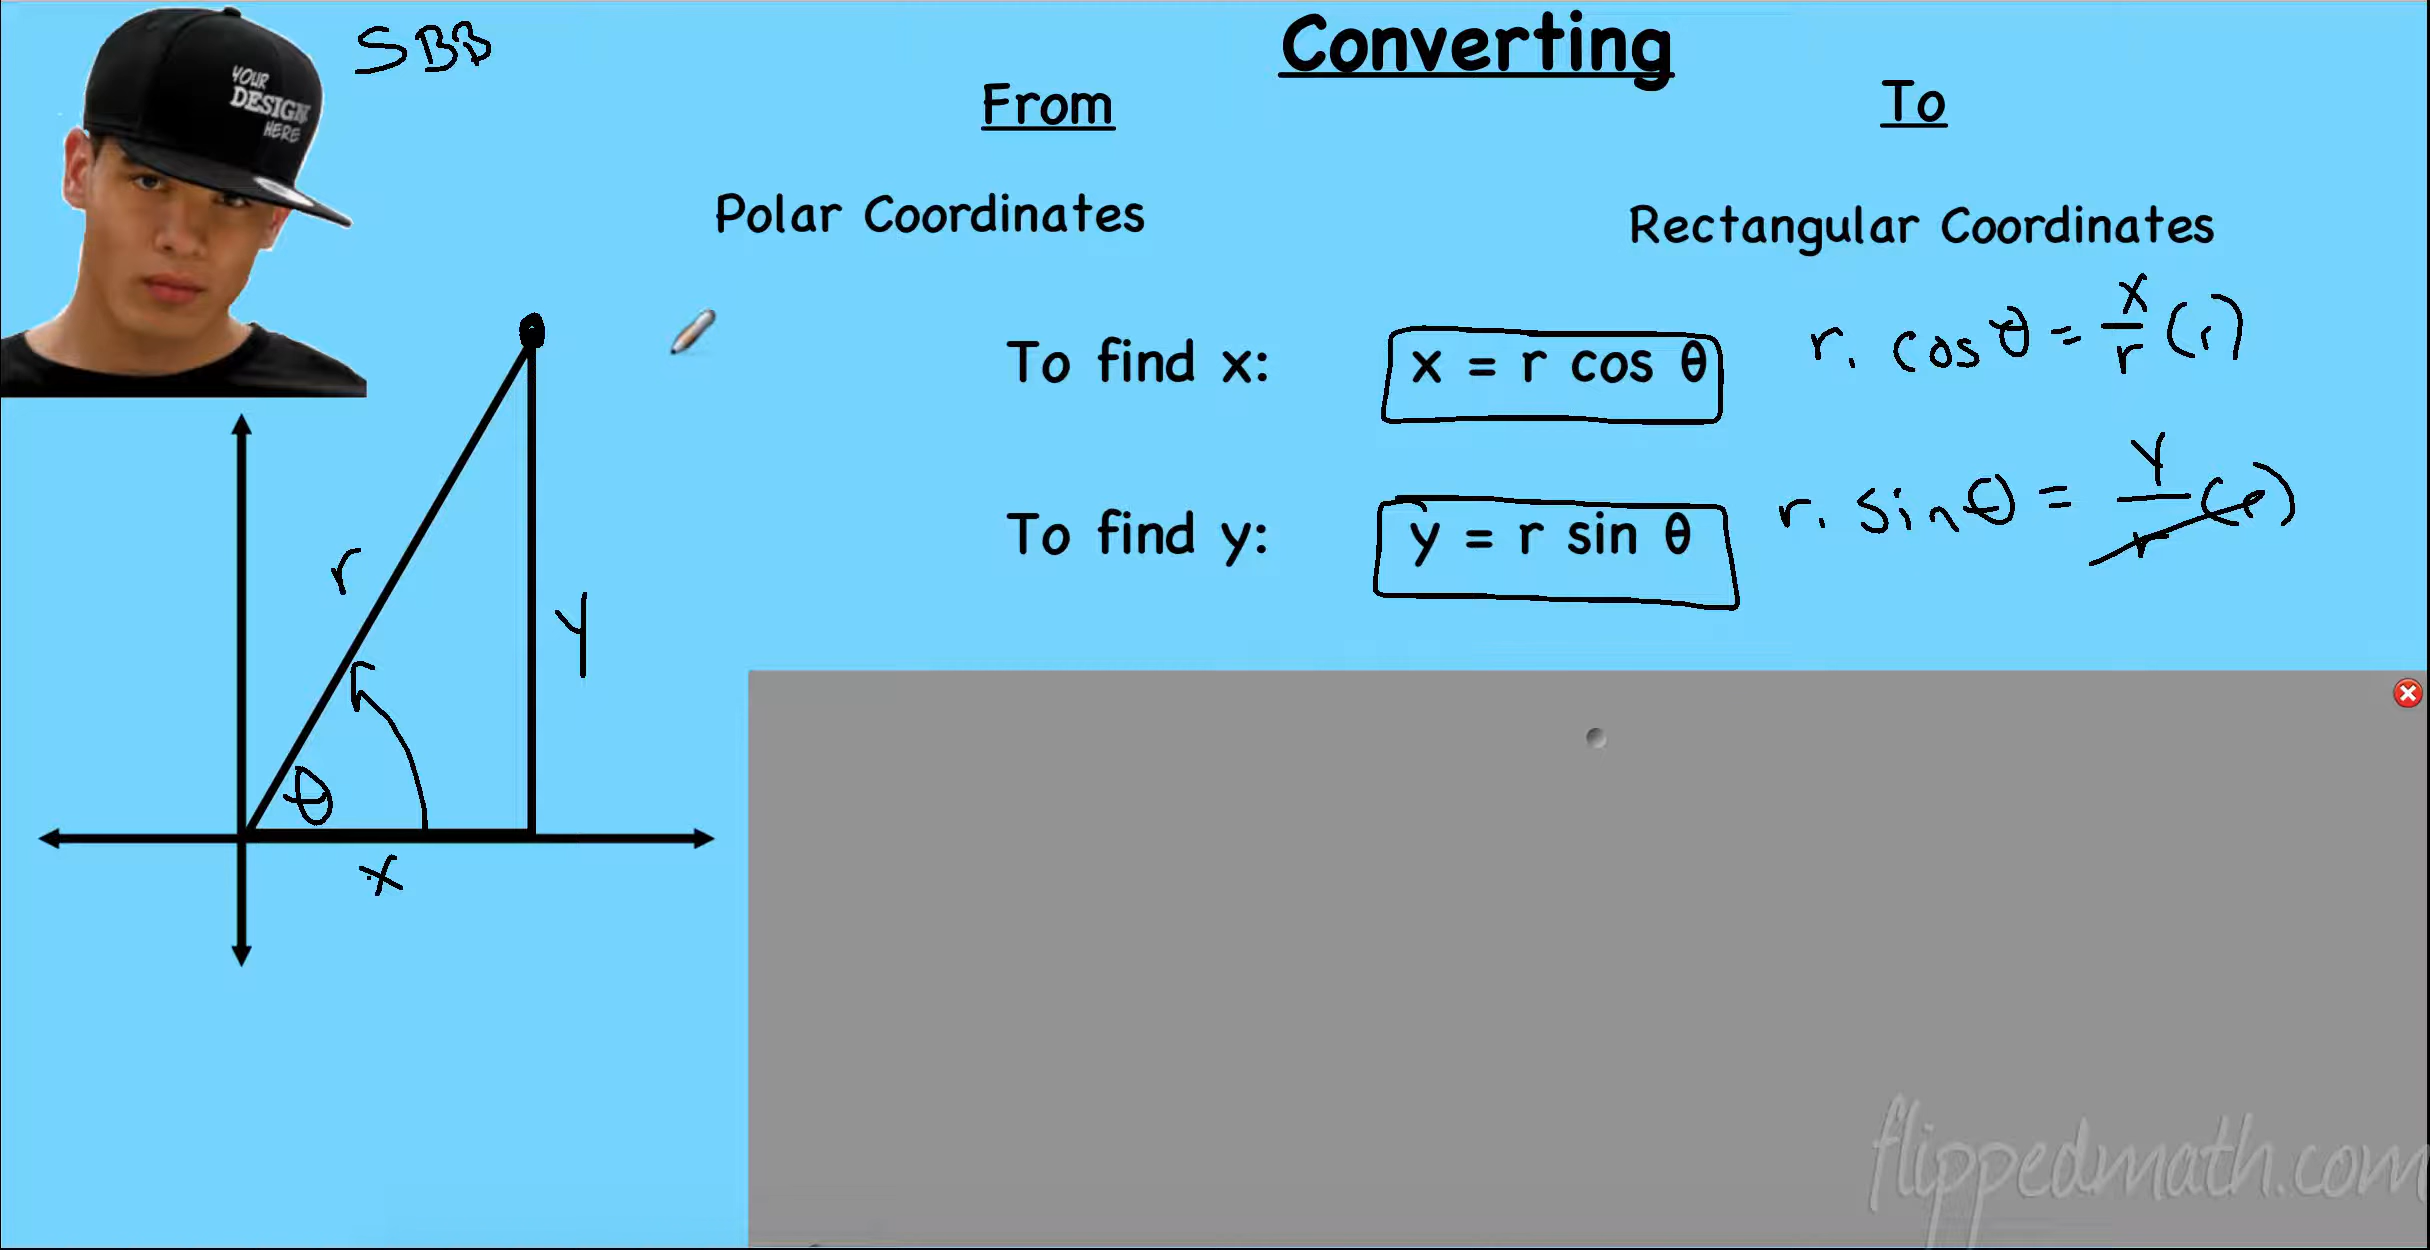 SBB
YOUR
DESIGN
HERE
Converting
From
To
Polar Coordinates
Rectangular Coordinates
To find x:
x = r cos θ
r. cos θ = x/r (r)
To find y:
y = r sin θ
r. sin θ = y/r (r)
r
y
θ
x
flippedmath.com